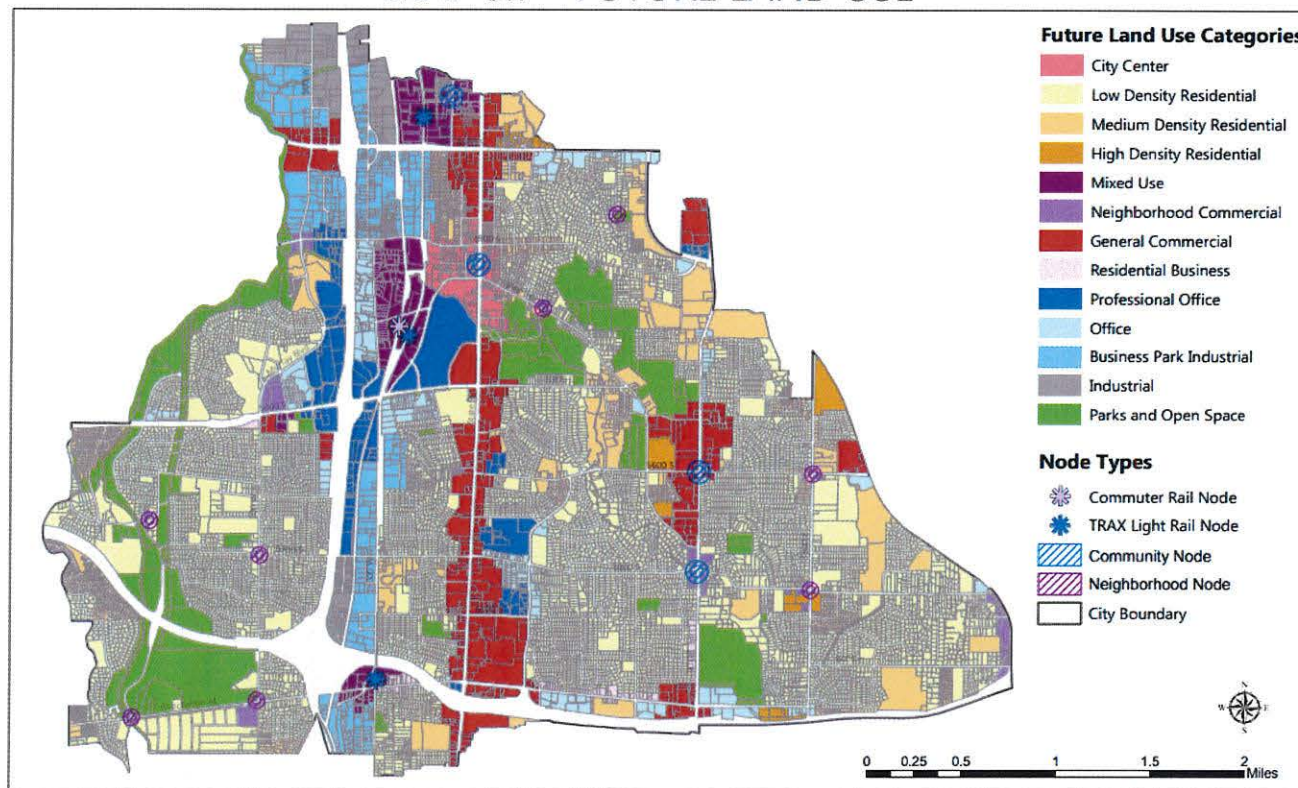 Future Land Use Categories
City Center
Low Density Residential
Medium Density Residential
High Density Residential
Mixed Use
Neighborhood Commercial
General Commercial
Residential Business
Professional Office
Office
Business Park Industrial
Industrial
Parks and Open Space
Node Types
Commuter Rail Node
TRAX Light Rail Node
Community Node
Neighborhood Node
City Boundary
N
W E
S
0 0.25 0.5 1 1.5 2
Miles